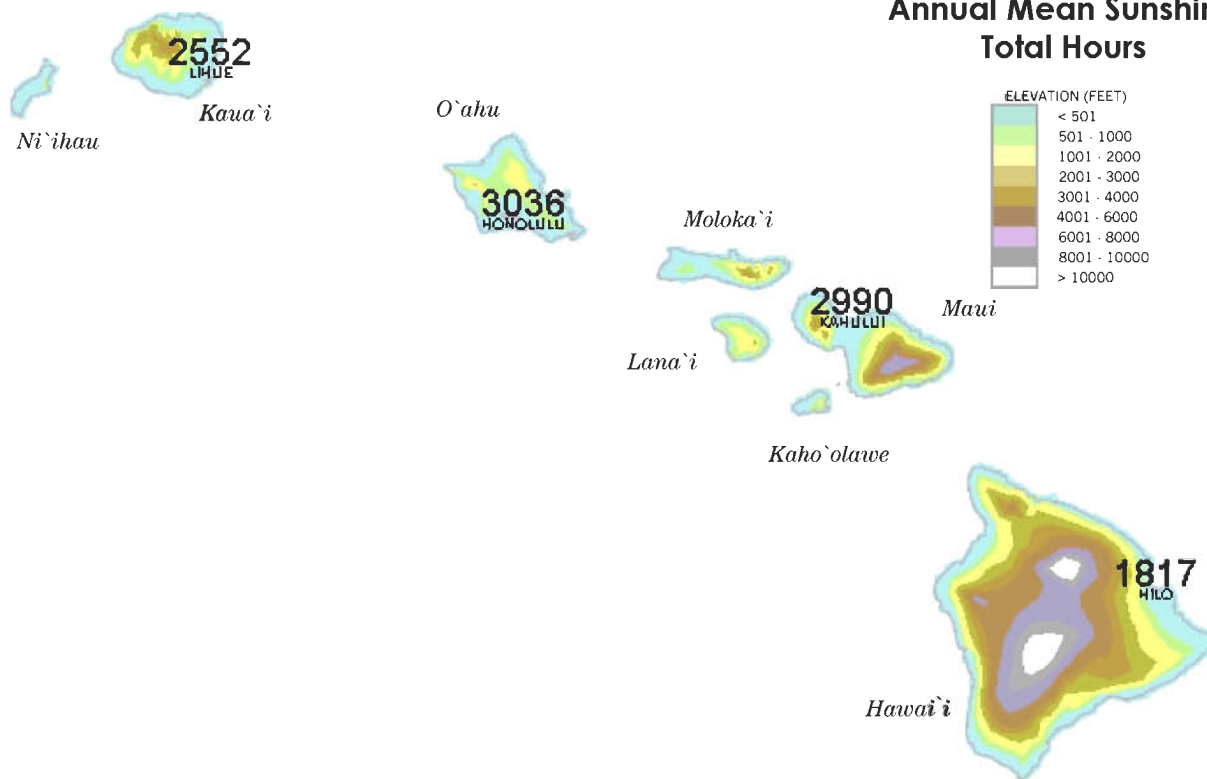 Annual Mean Sunshin
Total Hours
ELEVATION (FEET)
< 501
501 - 1000
1001 - 2000
2001 - 3000
3001 - 4000
4001 - 6000
6001 - 8000
8001 - 10000
> 10000
2552
LIHUE
Kaua`i
Ni`ihau
O`ahu
3036
HONOLULU
Moloka`i
2990
KAHULUI
Maui
Lana`i
Kaho`olawe
1817
HILO
Hawai`i